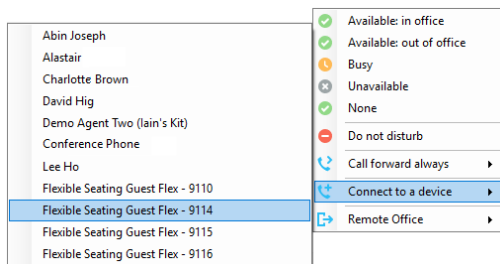 Abin Joseph
Alastair
Charlotte Brown
David Hig
Demo Agent Two (Iain's Kit)
Conference Phone
Lee Ho
Flexible Seating Guest Flex - 9110
Flexible Seating Guest Flex - 9114
Flexible Seating Guest Flex - 9115
Flexible Seating Guest Flex - 9116
Available: in office
Available: out of office
Busy
Unavailable
None
Do not disturb
Call forward always
Connect to a device
Remote Office